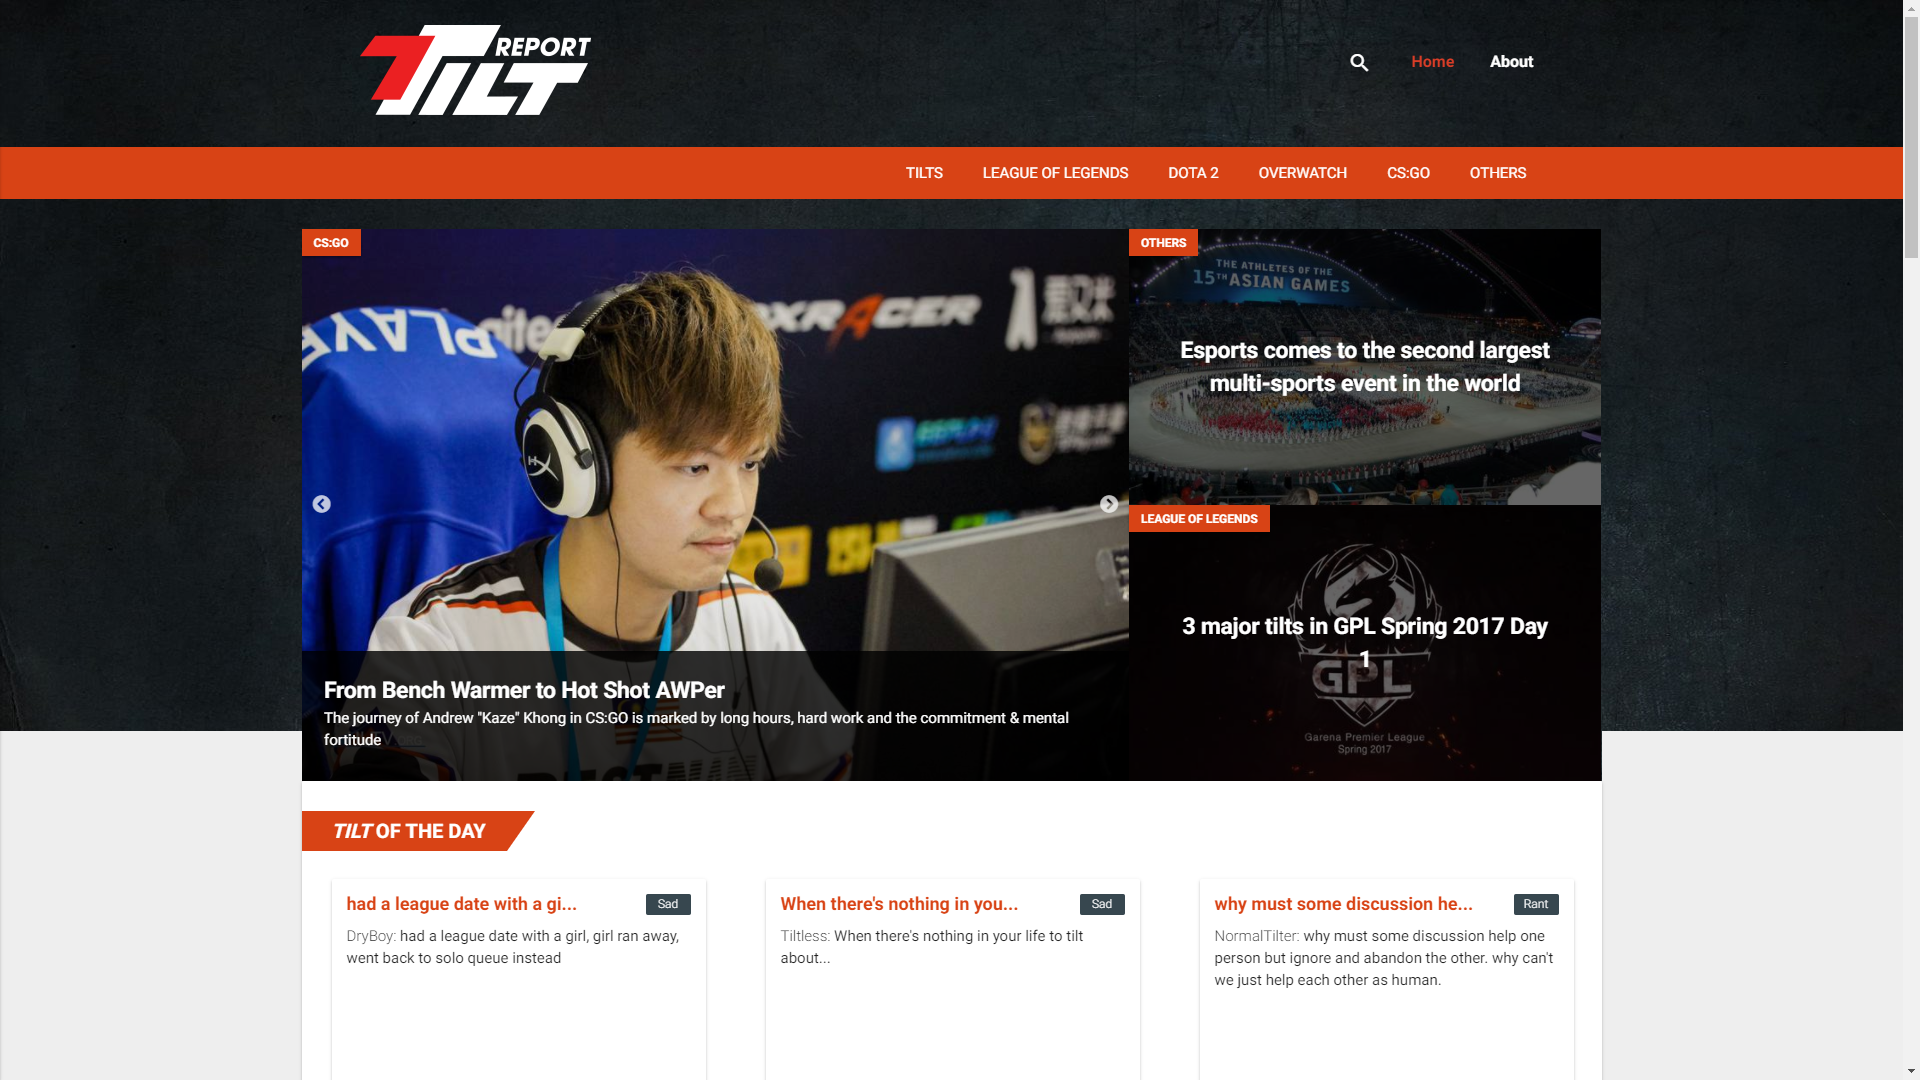 REPORT
TILT
Home
About
TILTS
LEAGUE OF LEGENDS
DOTA 2
OVERWATCH
CS:GO
OTHERS
CS:GO
PLAY
XRACER
From Bench Warmer to Hot Shot AWPer
The journey of Andrew "Kaze" Khong in CS:GO is marked by long hours, hard work and the commitment & mental
fortitude
OTHERS
THE ATHLETES OF THE
15TH ASIAN GAMES
Esports comes to the second largest
multi-sports event in the world
LEAGUE OF LEGENDS
3 major tilts in GPL Spring 2017 Day
1
GPL
Garena Premier League
Spring 2017
TILT OF THE DAY
had a league date with a gi...
Sad
DryBoy: had a league date with a girl, girl ran away,
went back to solo queue instead
When there's nothing in you...
Sad
Tiltless: When there's nothing in your life to tilt
about...
why must some discussion he...
Rant
NormalTilter: why must some discussion help one
person but ignore and abandon the other. why can't
we just help each other as human.